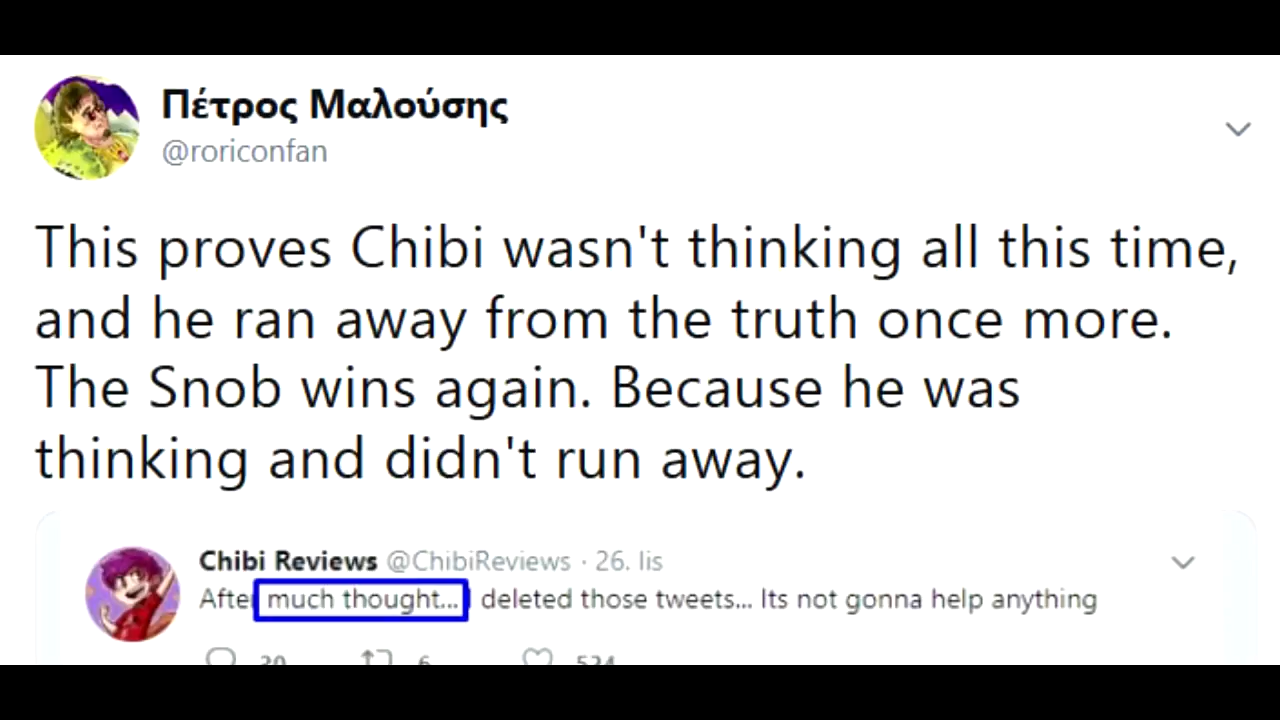 Πέτρος Μαλούσης
@roriconfan
This proves Chibi wasn't thinking all this time,
and he ran away from the truth once more.
The Snob wins again. Because he was
thinking and didn't run away.
Chibi Reviews @ChibiReviews · 26. lis
After much thought... I deleted those tweets... Its not gonna help anything